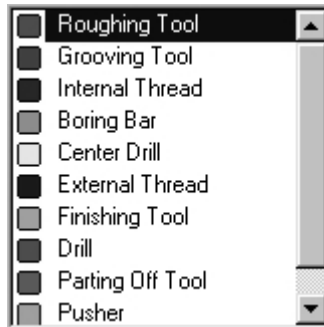 Roughing Tool
Grooving Tool
Internal Thread
Boring Bar
Center Drill
External Thread
Finishing Tool
Drill
Parting Off Tool
Pusher